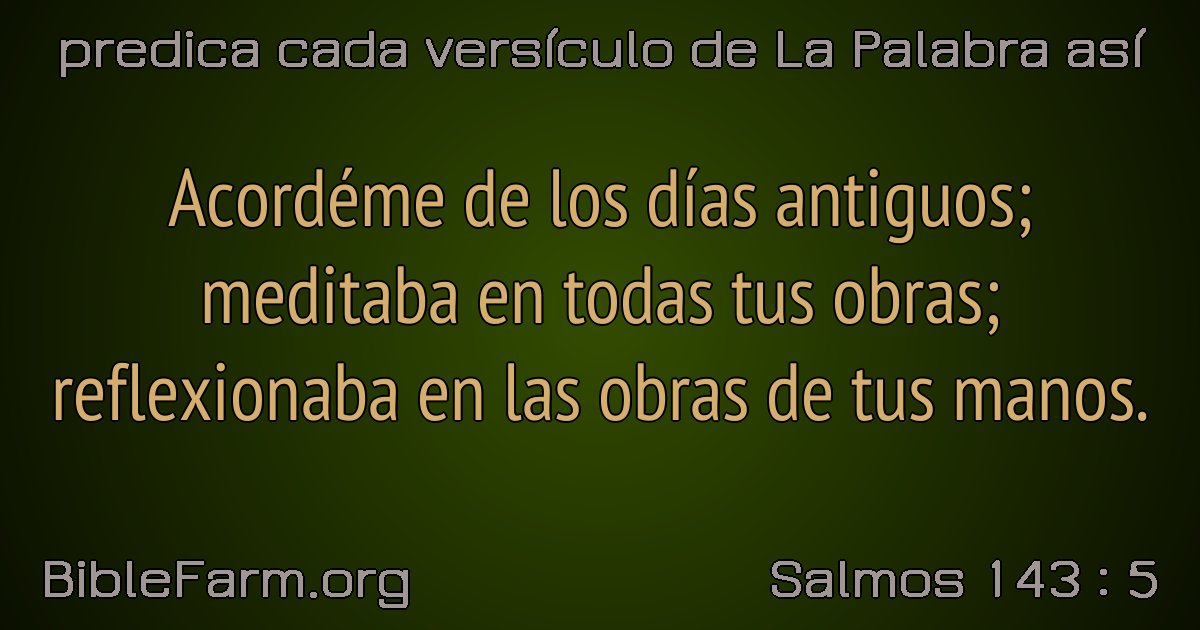 predica cada versículo de La Palabra así
Acordéme de los días antiguos;
meditaba en todas tus obras;
reflexionaba en las obras de tus manos.
BibleFarm.org
Salmos 143 : 5